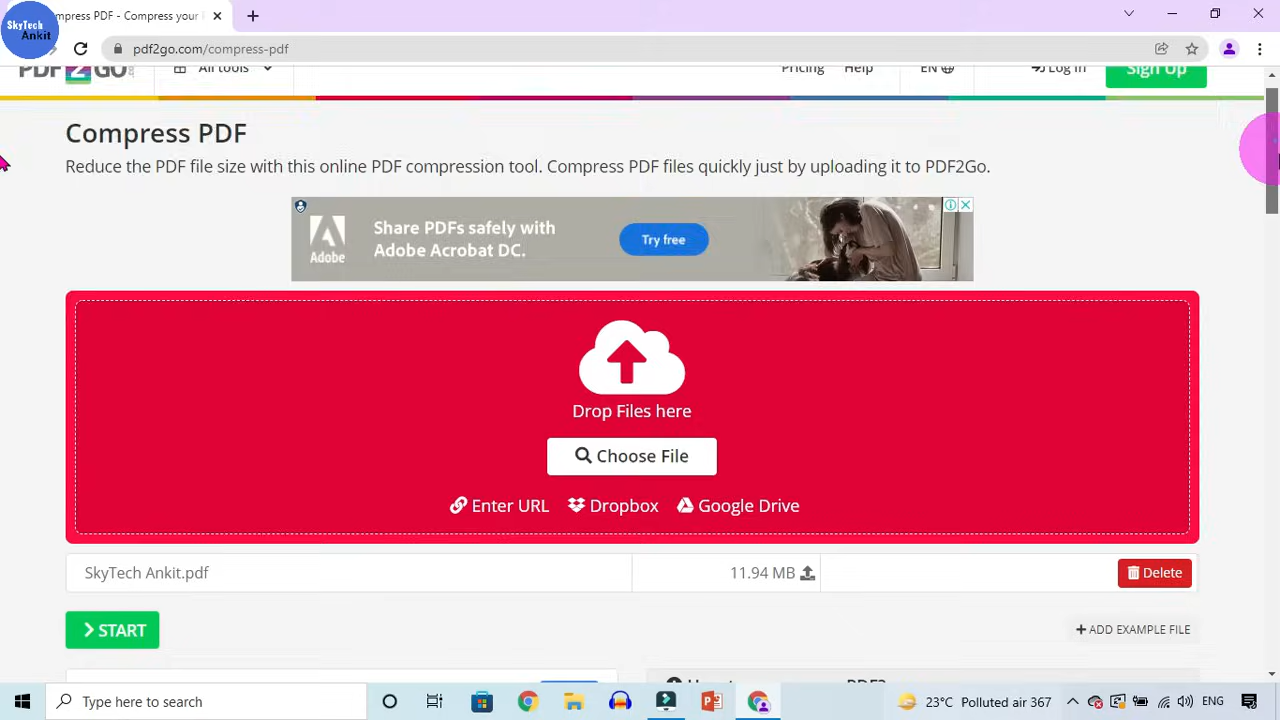 mpress PDF - Compress your
SkyTech
Ankit
pdf2go.com/compress-pdf
PDF2GO
All tools
Pricing Help EN Log in Sign Up
Compress PDF
Reduce the PDF file size with this online PDF compression tool. Compress PDF files quickly just by uploading it to PDF2Go.
Adobe
Share PDFs safely with
Adobe Acrobat DC.
Try free
Drop Files here
Choose File
Enter URL Dropbox Google Drive
SkyTech Ankit.pdf 11.94 MB Delete
START
+ ADD EXAMPLE FILE
Type here to search
23°C Polluted air 367
ENG